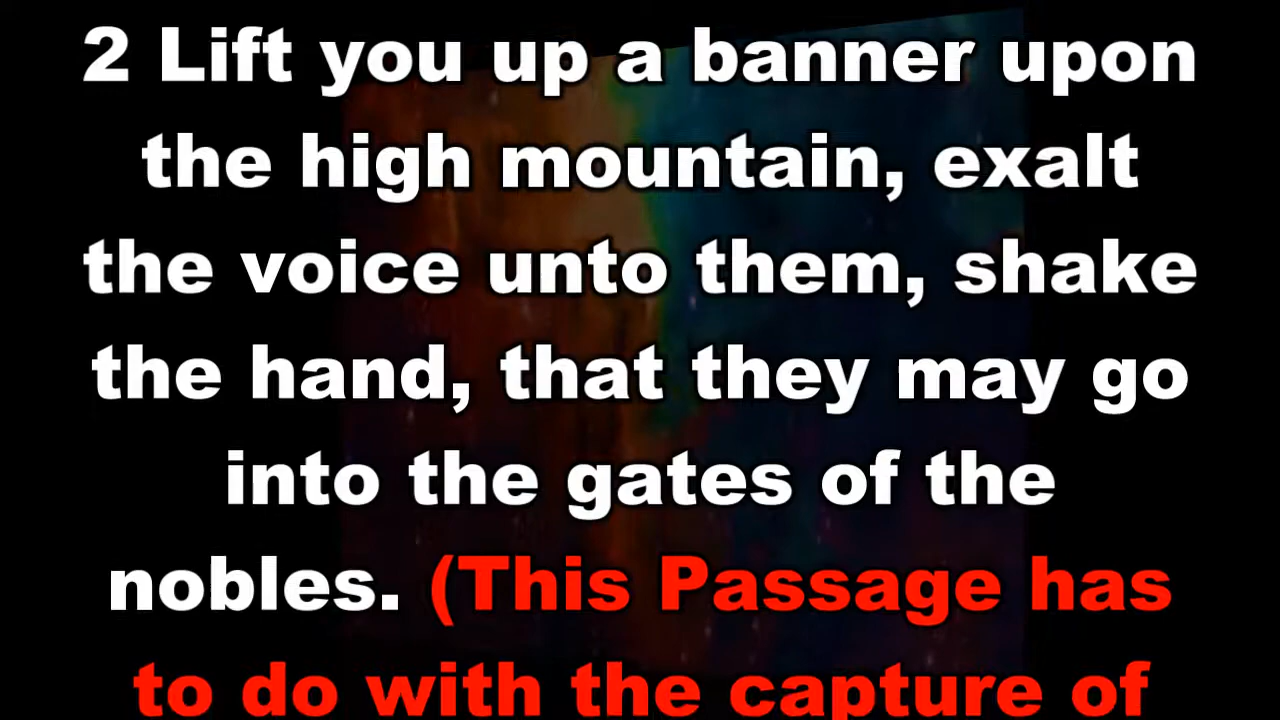 2 Lift you up a banner upon
the high mountain, exalt
the voice unto them, shake
the hand, that they may go
into the gates of the
nobles. (This Passage has
to do with the capture of